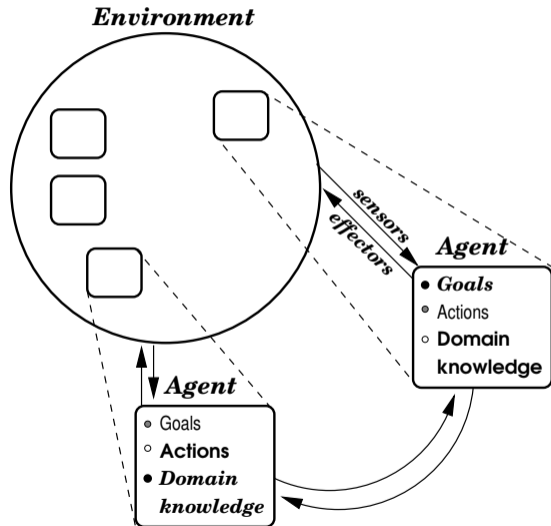 Environment
sensors
effectors
Agent
Goals
Actions
Domain
knowledge
Agent
Goals
Actions
Domain
knowledge